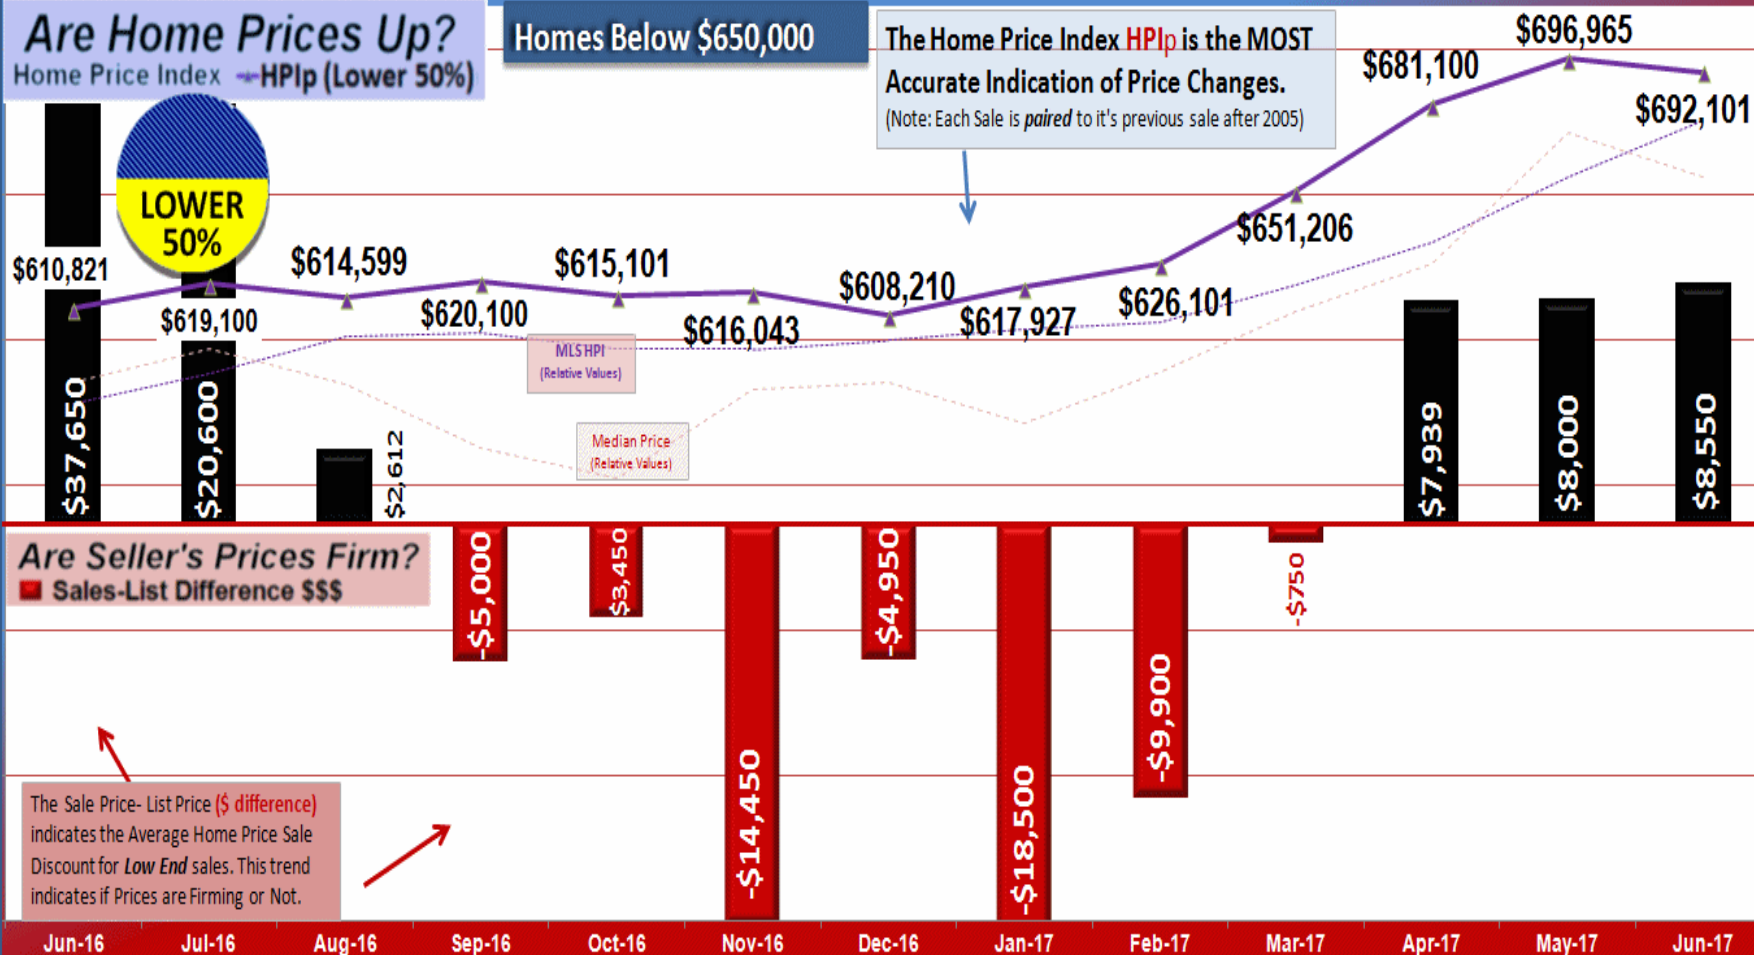 Are Home Prices Up?
Home Price Index HPIp (Lower 50%)
Homes Below $650,000
The Home Price Index HPIp is the MOST
Accurate Indication of Price Changes.
(Note: Each Sale is paired to it's previous sale after 2005)
LOWER
50%
$610,821
$619,100
$614,599
$620,100
$615,101
$616,043
$608,210
$617,927
$626,101
$651,206
$681,100
$696,965
$692,101
MLS HPI
(Relative Values)
Median Price
(Relative Values)
$37,650
$20,600
$2,612
$7,939
$8,000
$8,550
Are Seller's Prices Firm?
Sales-List Difference $$$
-$5,000
-$3,450
-$14,450
-$4,950
-$18,500
-$9,900
-$750
The Sale Price- List Price ($ difference)
indicates the Average Home Price Sale
Discount for Low End sales. This trend
indicates if Prices are Firming or Not.
Jun-16 Jul-16 Aug-16 Sep-16 Oct-16 Nov-16 Dec-16 Jan-17 Feb-17 Mar-17 Apr-17 May-17 Jun-17